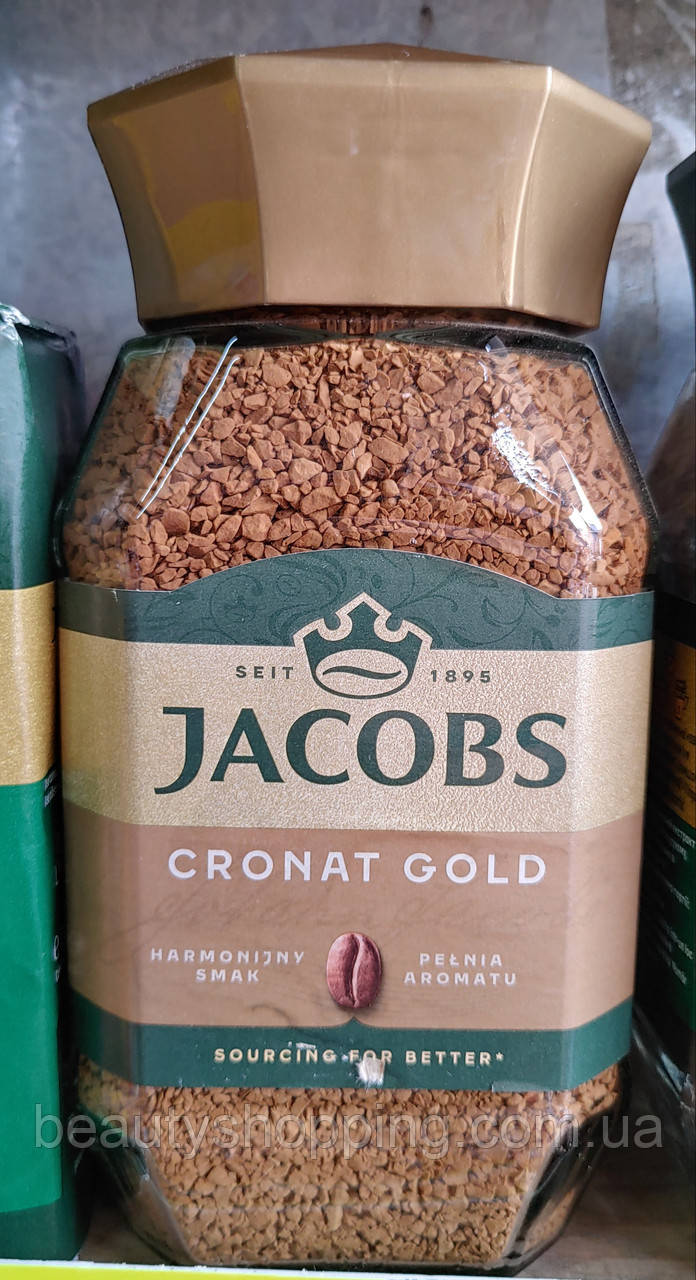 SEIT 1895
JACOBS
CRONAT GOLD
HARMONIJNY
SMAK
PEŁNIA
AROMATU
SOURCING FOR BETTER*
beautyshopping.com.ua